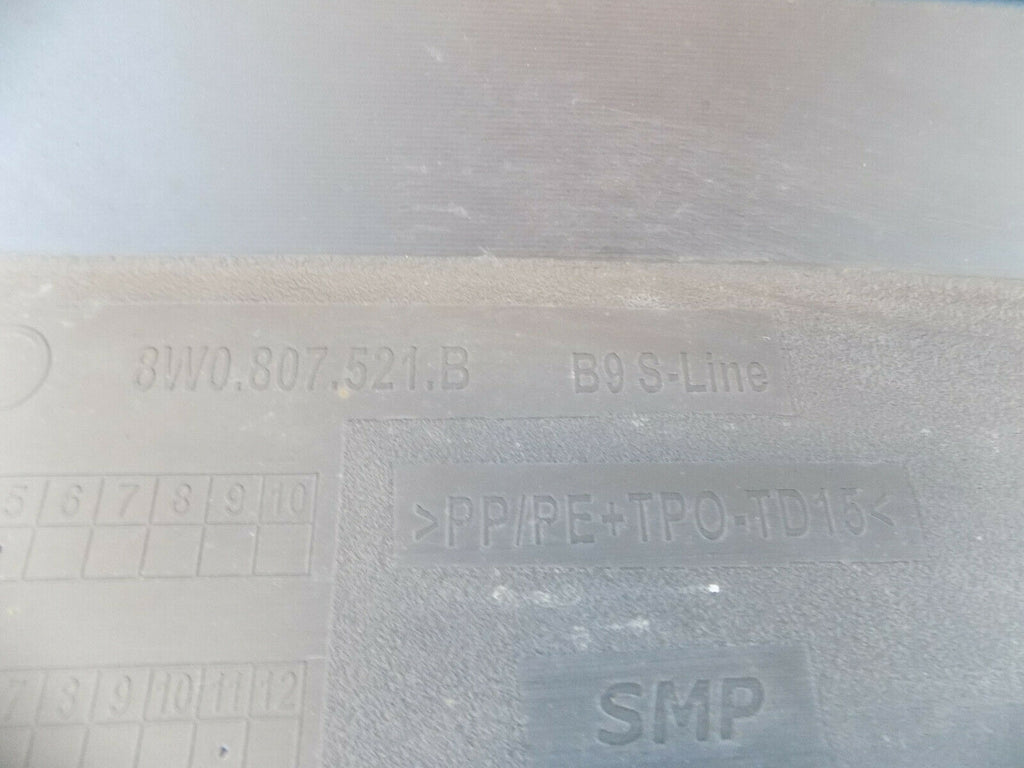 8W0.807.521.B B9 S-Line
5 6 7 8 9 10
>PP/PE+TPO-TD15<
7 8 9 10 11 12
SMP